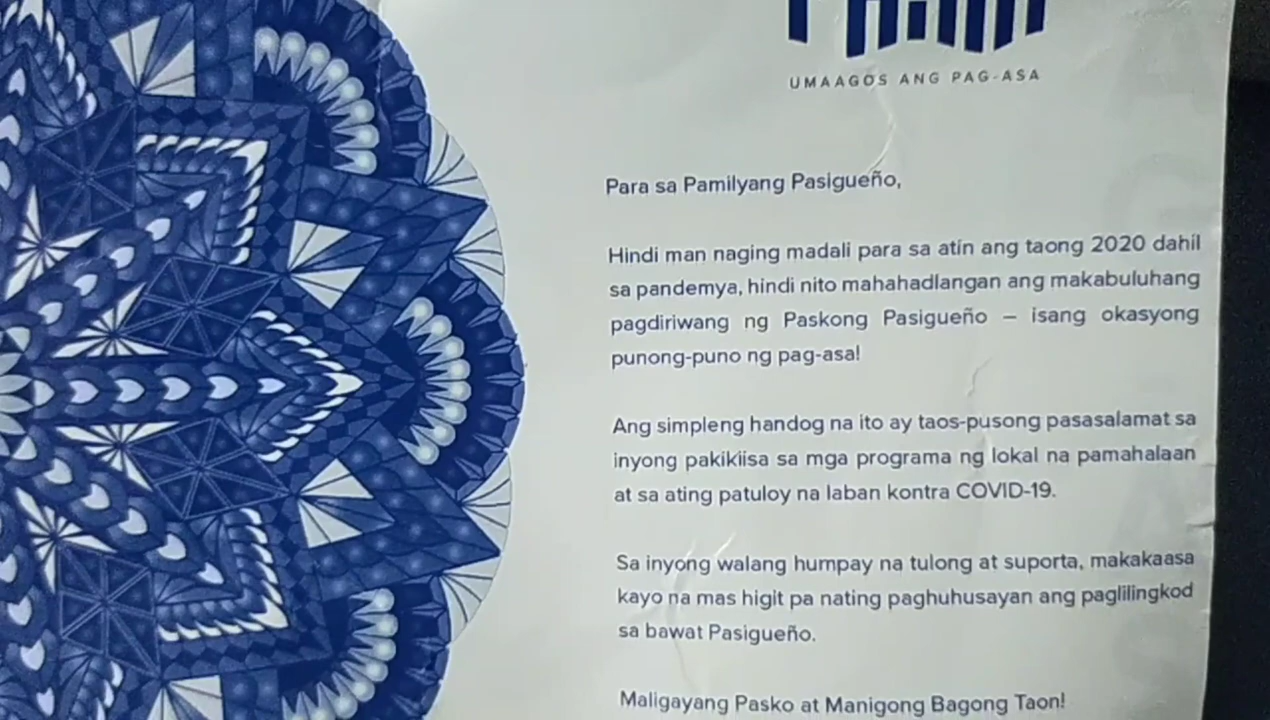 UMAAGOS ANG PAG-ASA
Para sa Pamilyang Pasigueño,
Hindi man naging madali para sa atin ang taong 2020 dahil
sa pandemya, hindi nito mahahadlangan ang makabuluhang
pagdiriwang ng Paskong Pasigueño – isang okasyong
punong-puno ng pag-asa!
Ang simpleng handog na ito ay taos-pusong pasasalamat sa
inyong pakikiisa sa mga programa ng lokal na pamahalaan
at sa ating patuloy na laban kontra COVID-19.
Sa inyong walang humpay na tulong at suporta, makakaasa
kayo na mas higit pa nating paghuhusayan ang paglilingkod
sa bawat Pasigueño.
Maligayang Pasko at Manigong Bagong Taon!